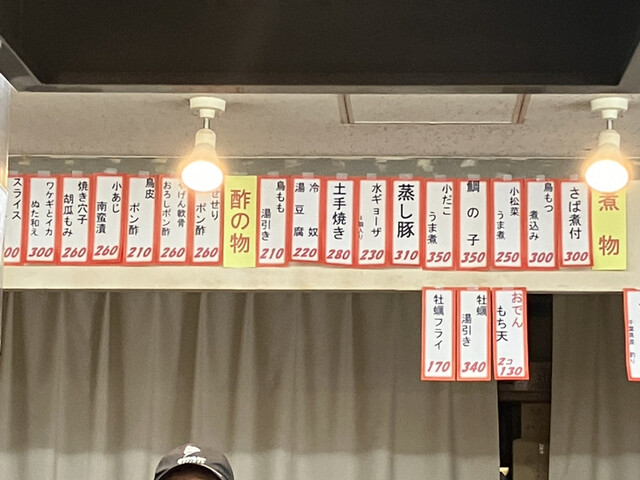 煮物
さば煮付 300
鳥もつ煮込み 300
小松菜うま煮 250
鯛の子 350
小だこうま煮 350
蒸し豚 310
水ギョーザ 230
土手焼き 280
冷奴 湯豆腐 220
鳥もも湯引き 210
酢の物
せせりポン酢 260
やげん軟骨おろしポン酢 260
鳥皮ポン酢 210
小あじ南蛮漬 260
焼き穴子胡瓜もみ 260
ワケギとイカぬた和え 300
スライス
おでん もち天 2コ 130
牡蠣湯引き 340
牡蠣フライ 170